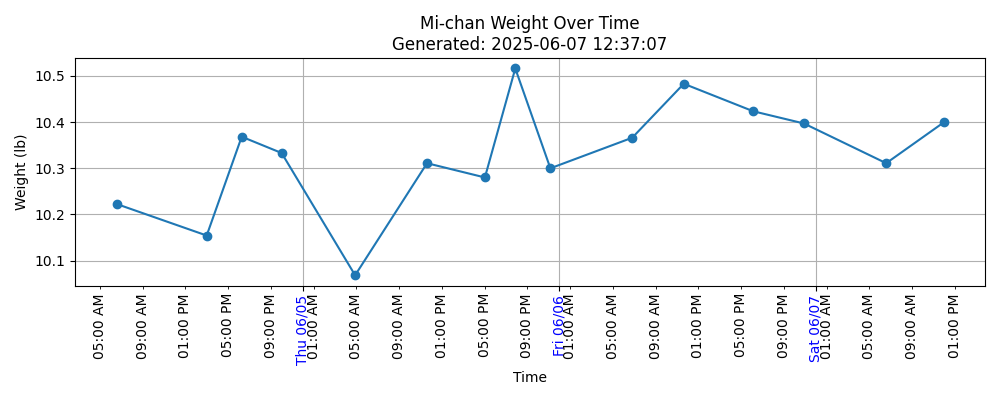 Mi-chan Weight Over Time
Generated: 2025-06-07 12:37:07
Weight (lb)
10.5
10.4
10.3
10.2
10.1
05:00 AM
09:00 AM
01:00 PM
05:00 PM
09:00 PM
Thu 06/05
01:00 AM
05:00 AM
09:00 AM
01:00 PM
05:00 PM
09:00 PM
Fri 06/06
01:00 AM
05:00 AM
09:00 AM
01:00 PM
05:00 PM
09:00 PM
Sat 06/07
01:00 AM
05:00 AM
09:00 AM
01:00 PM
Time